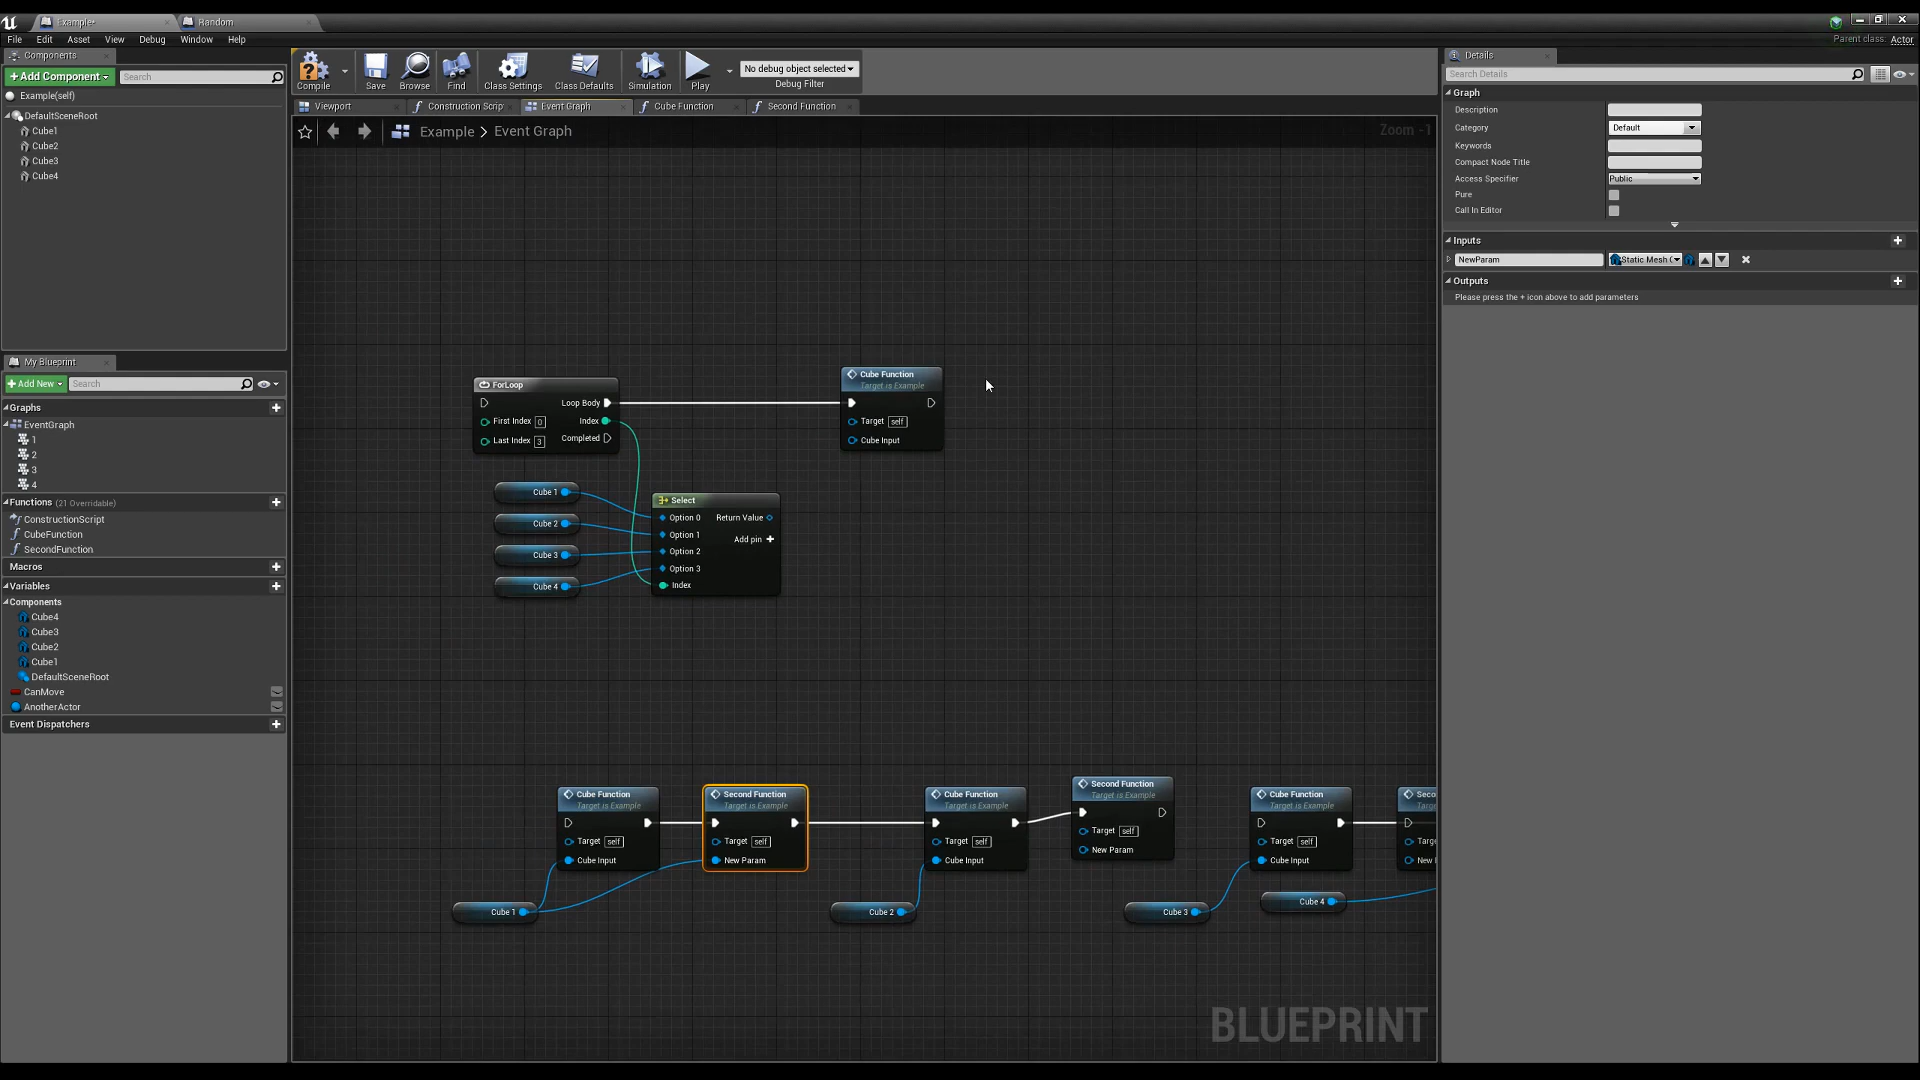 Example*
Random
File Edit Asset View Debug Window Help
Parent class: Actor
Components
+Add Component
Search
Example(self)
DefaultSceneRoot
Cube1
Cube2
Cube3
Cube4
Compile
Save
Browse
Find
Class Settings
Class Defaults
Simulation
Play
No debug object selected
Debug Filter
Viewport
Construction Scrip
Event Graph
Cube Function
Second Function
Example > Event Graph
Zoom -1
My Blueprint
+Add New
Search
Graphs
EventGraph
1
2
3
4
Functions (21 Overridable)
ConstructionScript
CubeFunction
SecondFunction
Macros
Variables
Components
Cube4
Cube3
Cube2
Cube1
DefaultSceneRoot
CanMove
AnotherActor
Event Dispatchers
ForLoop
Loop Body
First Index 0
Index
Last Index 3
Completed
Cube Function
Target is Example
Target self
Cube Input
Cube 1
Cube 2
Cube 3
Cube 4
Select
Option 0 Return Value
Option 1 Add pin +
Option 2
Option 3
Index
Cube Function
Target is Example
Target self
Cube Input
Cube 1
Second Function
Target is Example
Target self
New Param
Cube Function
Target is Example
Target self
Cube Input
Cube 2
Second Function
Target is Example
Target self
New Param
Cube Function
Target is Example
Target self
Cube Input
Cube 3
Cube 4
Seco
Target
Targ
New P
BLUEPRINT
Details
Search Details
Graph
Description
Category Default
Keywords
Compact Node Title
Access Specifier Public
Pure
Call In Editor
Inputs
NewParam Static Mesh C
Outputs
Please press the + icon above to add parameters